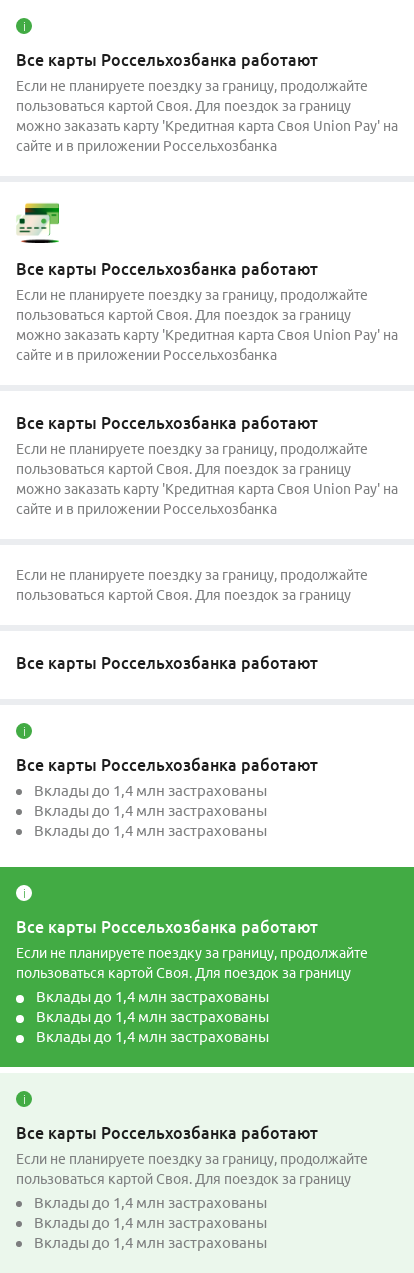 Все карты Россельхозбанка работают
Если не планируете поездку за границу, продолжайте
пользоваться картой Своя. Для поездок за границу
можно заказать карту 'Кредитная карта Своя Union Pay' на
сайте и в приложении Россельхозбанка
Все карты Россельхозбанка работают
Если не планируете поездку за границу, продолжайте
пользоваться картой Своя. Для поездок за границу
можно заказать карту 'Кредитная карта Своя Union Pay' на
сайте и в приложении Россельхозбанка
Все карты Россельхозбанка работают
Если не планируете поездку за границу, продолжайте
пользоваться картой Своя. Для поездок за границу
можно заказать карту 'Кредитная карта Своя Union Pay' на
сайте и в приложении Россельхозбанка
Если не планируете поездку за границу, продолжайте
пользоваться картой Своя. Для поездок за границу
Все карты Россельхозбанка работают
Все карты Россельхозбанка работают
Вклады до 1,4 млн застрахованы
Вклады до 1,4 млн застрахованы
Вклады до 1,4 млн застрахованы
Все карты Россельхозбанка работают
Если не планируете поездку за границу, продолжайте
пользоваться картой Своя. Для поездок за границу
Вклады до 1,4 млн застрахованы
Вклады до 1,4 млн застрахованы
Вклады до 1,4 млн застрахованы
Все карты Россельхозбанка работают
Если не планируете поездку за границу, продолжайте
пользоваться картой Своя. Для поездок за границу
Вклады до 1,4 млн застрахованы
Вклады до 1,4 млн застрахованы
Вклады до 1,4 млн застрахованы